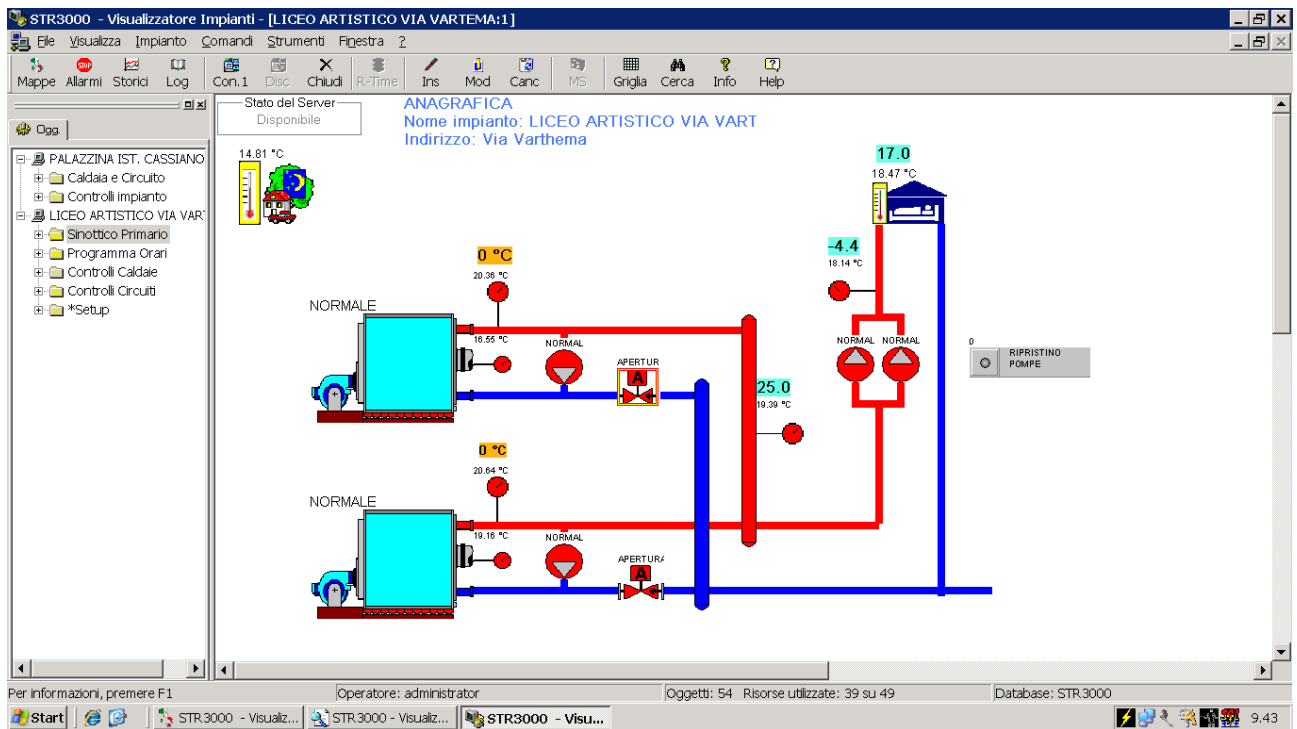 STR3000 - Visualizzatore Impianti - [LICEO ARTISTICO VIA VARTEMA:1]
File Visualizza Impianto Comandi Strumenti Finestra ?
Mappe Allarmi Storici Log Con.1 Disc Chiudi R-Time Ins Mod Canc MS Griglia Cerca Info Help
Ogg.
PALAZZINA IST. CASSIANO
Caldaia e Circuito
Controlli impianto
LICEO ARTISTICO VIA VAR
Sinottico Primario
Programma Orari
Controlli Caldaie
Controlli Circuiti
*Setup
Stato del Server
Disponibile
ANAGRAFICA
Nome impianto: LICEO ARTISTICO VIA VART
Indirizzo: Via Varthema
14.81 °C
17.0
18.47 °C
-4.4
18.14 °C
0 °C
20.36 °C
NORMALE
16.55 °C
NORMAL
APERTUR
A
NORMAL NORMAL
0
RIPRISTINO
POMPE
25.0
19.39 °C
0 °C
20.64 °C
NORMALE
19.16 °C
NORMAL
APERTURA
A
Per informazioni, premere F1
Operatore: administrator
Oggetti: 54 Risorse utilizzate: 39 su 49
Database: STR3000
Start
STR3000 - Visualiz...
STR3000 - Visualiz...
STR3000 - Visu...
9.43